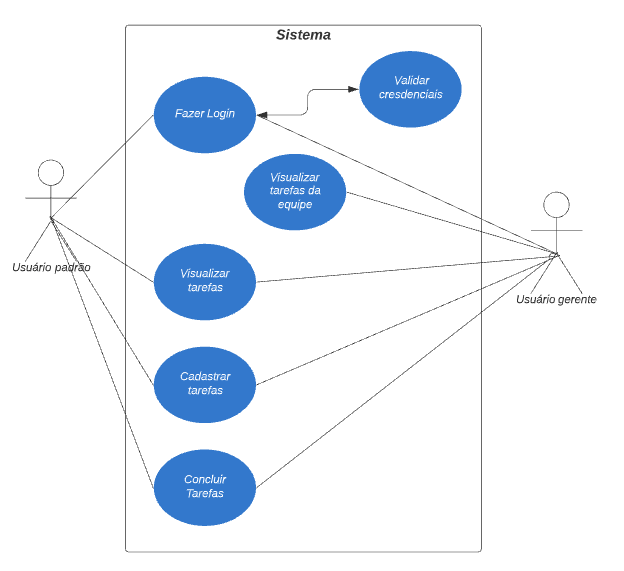 Sistema
Validar
cresdenciais
Fazer Login
Visualizar
tarefas da
equipe
Usuário padrão
Visualizar
tarefas
Usuário gerente
Cadastrar
tarefas
Concluir
Tarefas